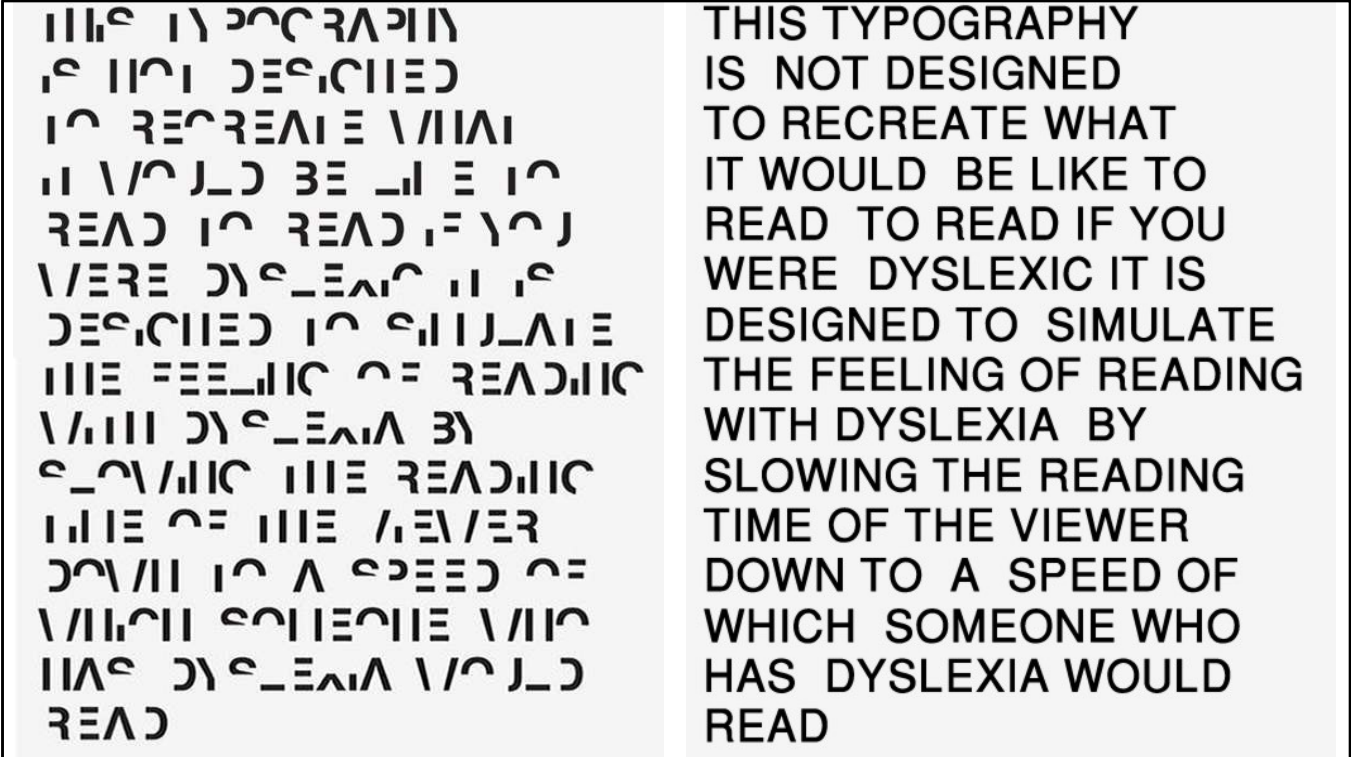 THIS TYPOGRAPHY
IS NOT DESIGNED
TO RECREATE WHAT
IT WOULD BE LIKE TO
READ TO READ IF YOU
WERE DYSLEXIC IT IS
DESIGNED TO SIMULATE
THE FEELING OF READING
WITH DYSLEXIA BY
SLOWING THE READING
TIME OF THE VIEWER
DOWN TO A SPEED OF
WHICH SOMEONE WHO
HAS DYSLEXIA WOULD
READ
THIS TYPOGRAPHY
IS NOT DESIGNED
TO RECREATE WHAT
IT WOULD BE LIKE TO
READ TO READ IF YOU
WERE DYSLEXIC IT IS
DESIGNED TO SIMULATE
THE FEELING OF READING
WITH DYSLEXIA BY
SLOWING THE READING
TIME OF THE VIEWER
DOWN TO A SPEED OF
WHICH SOMEONE WHO
HAS DYSLEXIA WOULD
READ